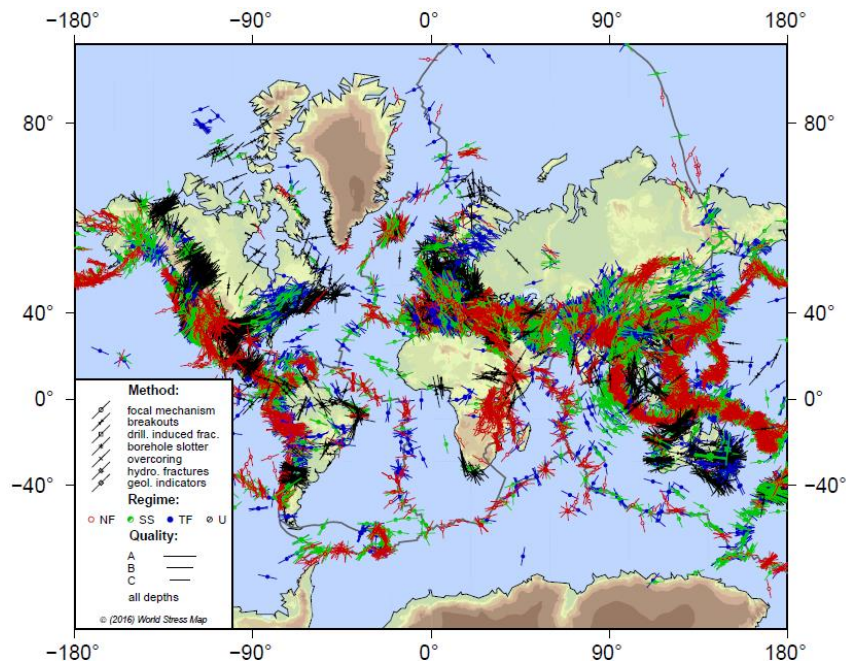 −180° −90° 0° 90° 180°
80° 80°
40° 40°
0° 0°
−40° −40°
Method:
focal mechanism
breakouts
drill. induced frac.
borehole slotter
overcoring
hydro. fractures
geol. indicators
Regime:
NF SS TF U
Quality:
A
B
C
all depths
© (2016) World Stress Map
−180° −90° 0° 90° 180°